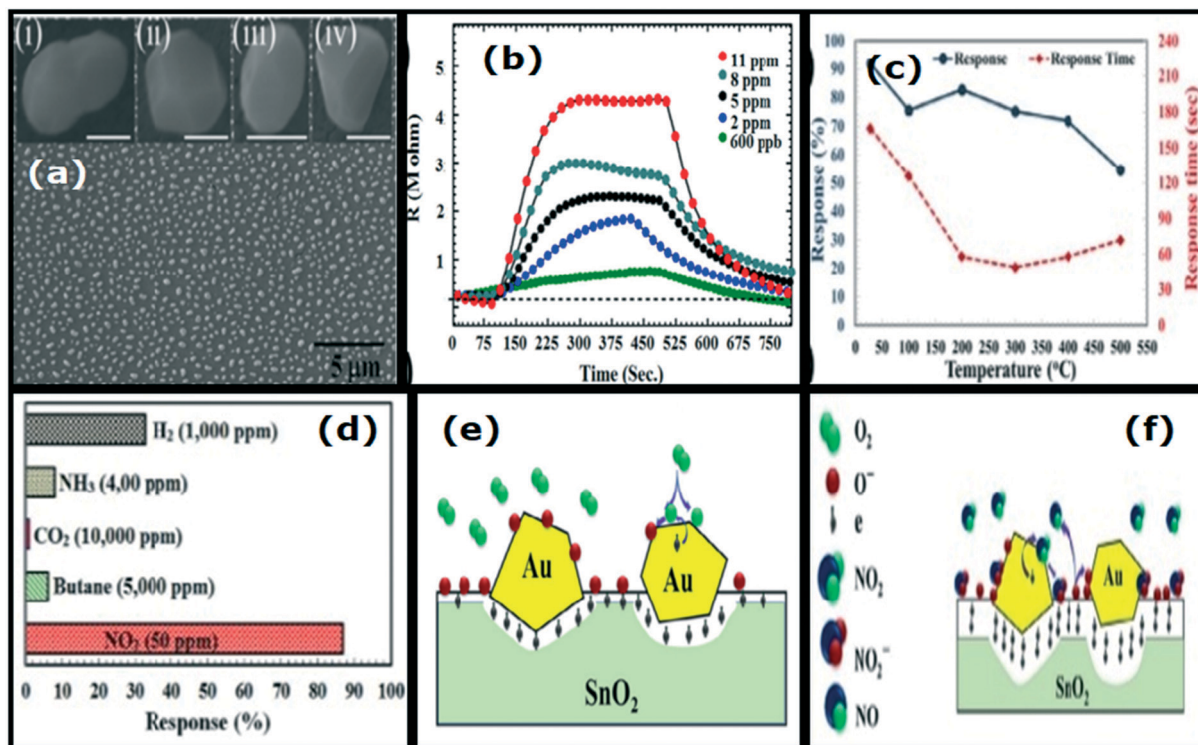 (i)
(ii)
(iii)
(iv)
(a)
5 μm
(b)
11 ppm
8 ppm
5 ppm
2 ppm
600 ppb
R (M ohm)
5
4
3
2
1
0 75 150 225 300 375 450 525 600 675 750
Time (Sec.)
(c)
Response
Response Time
Response (%)
100
90
80
70
60
50
40
30
20
10
0
Response time (sec)
240
210
180
150
120
90
60
30
0
0 50 100 150 200 250 300 350 400 450 500 550
Temperature (°C)
(d)
H₂ (1,000 ppm)
NH₃ (4,00 ppm)
CO₂ (10,000 ppm)
Butane (5,000 ppm)
NO₂ (50 ppm)
0 10 20 30 40 50 60 70 80 90 100
Response (%)
(e)
Au
Au
SnO₂
(f)
O₂
O⁻
e
NO₂
NO₂⁻
NO
Au
Au
SnO₂